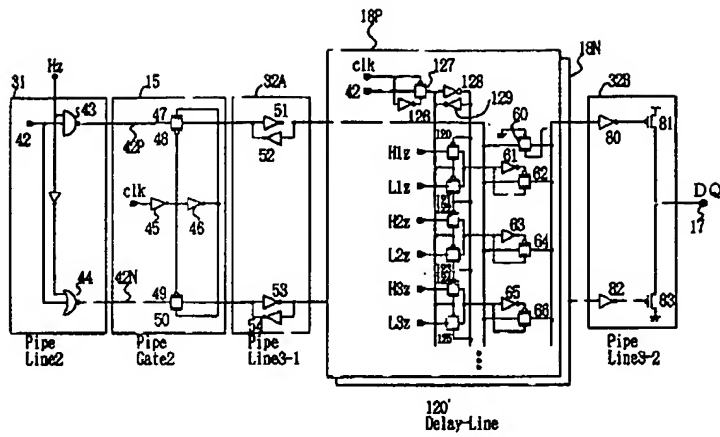 18P
18N
31
Hz
15
32A
clk
42
127
128
129
126
32B
43
42
42P
47
48
51
52
60
80
81
120
H1z
61
L1z
62
DQ
17
clk
45
46
H2z
63
L2z
64
44
42N
49
50
53
54
H3z
65
L3z
66
125
82
83
Pipe
Line2
Pipe
Gate2
Pipe
Line3-1
Pipe
Line3-2
120'
Delay-Line